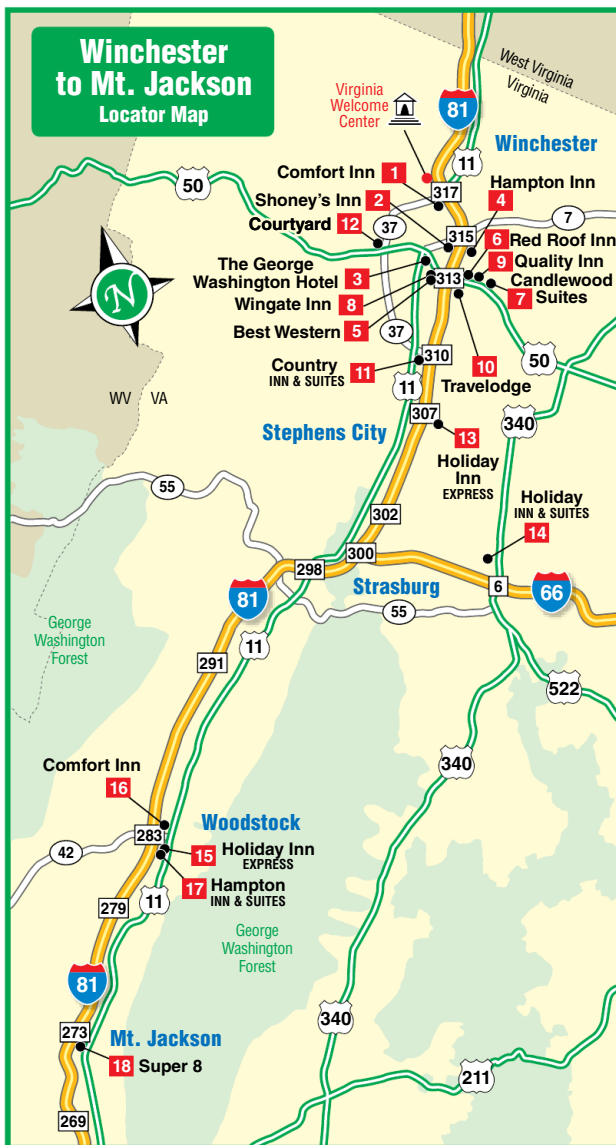 Winchester
to Mt. Jackson
Locator Map
West Virginia
Virginia
Virginia
Welcome
Center
81
11
Winchester
50
Comfort Inn 1
317
Hampton Inn
4
Shoney's Inn
2
7
Courtyard 12
37
315
6 Red Roof Inn
9 Quality Inn
The George
Washington Hotel
3
313
Candlewood
Suites
7
N
Wingate Inn
8
Best Western
5
37
10
Travelodge
50
Country
INN & SUITES
11
310
11
WV
VA
307
340
Stephens City
13
Holiday
Inn
EXPRESS
55
302
Holiday
INN & SUITES
14
300
298
Strasburg
6
66
81
55
George
Washington
Forest
11
291
522
340
Comfort Inn
16
Woodstock
283
42
15 Holiday Inn
EXPRESS
17 Hampton
INN & SUITES
279
11
George
Washington
Forest
81
340
273
Mt. Jackson
18 Super 8
211
269